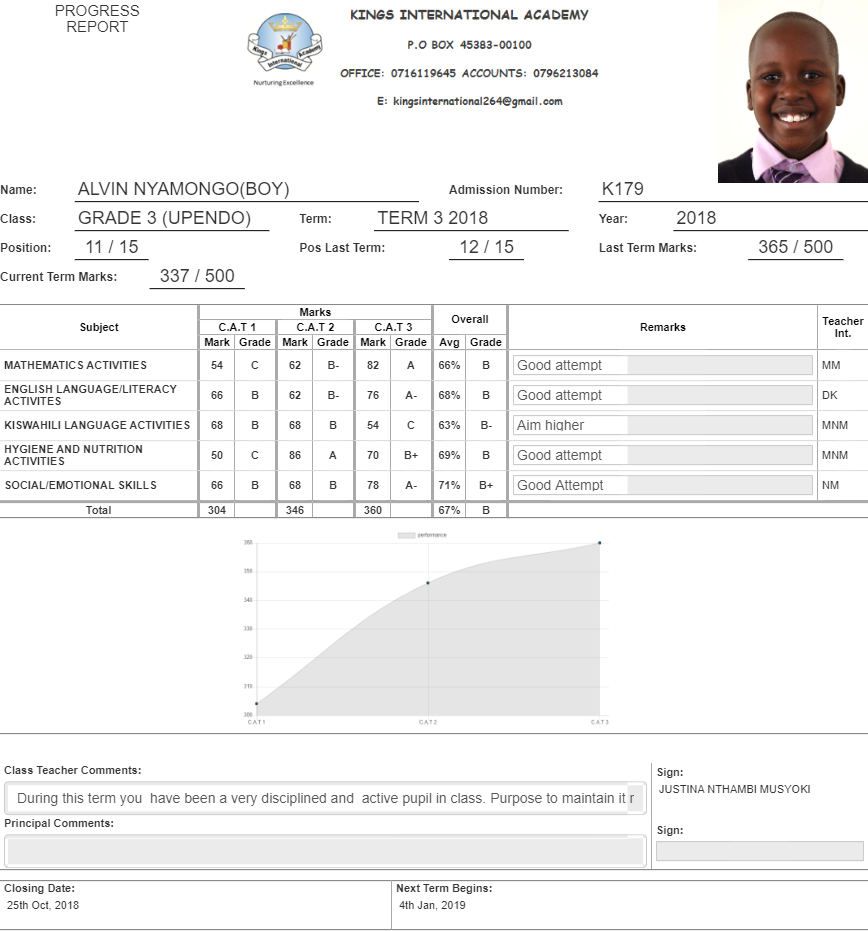 PROGRESS
REPORT
KINGS INTERNATIONAL ACADEMY
P.O BOX 45383-00100
OFFICE: 0716119645 ACCOUNTS: 0796213084
E: kingsinternational264@gmail.com
Kings International Academy
Nurturing Excellence
Name: ALVIN NYAMONGO(BOY) Admission Number: K179
Class: GRADE 3 (UPENDO) Term: TERM 3 2018 Year: 2018
Position: 11 / 15 Pos Last Term: 12 / 15 Last Term Marks: 365 / 500
Current Term Marks: 337 / 500
Marks
Subject C.A.T 1 C.A.T 2 C.A.T 3 Overall Remarks Teacher Int.
Mark Grade Mark Grade Mark Grade Avg Grade
MATHEMATICS ACTIVITIES 54 C 62 B- 82 A 66% B Good attempt MM
ENGLISH LANGUAGE/LITERACY ACTIVITES 66 B 62 B- 76 A- 68% B Good attempt DK
KISWAHILI LANGUAGE ACTIVITIES 68 B 68 B 54 C 63% B- Aim higher MNM
HYGIENE AND NUTRITION ACTIVITIES 50 C 86 A 70 B+ 69% B Good attempt MNM
SOCIAL/EMOTIONAL SKILLS 66 B 68 B 78 A- 71% B+ Good Attempt NM
Total 304 346 360 67% B
performance
360
350
340
330
320
310
300
CAT1 CAT2 CAT3
Class Teacher Comments:
During this term you have been a very disciplined and active pupil in class. Purpose to maintain it r
Sign:
JUSTINA NTHAMBI MUSYOKI
Principal Comments:
Sign:
Closing Date: Next Term Begins:
25th Oct, 2018 4th Jan, 2019